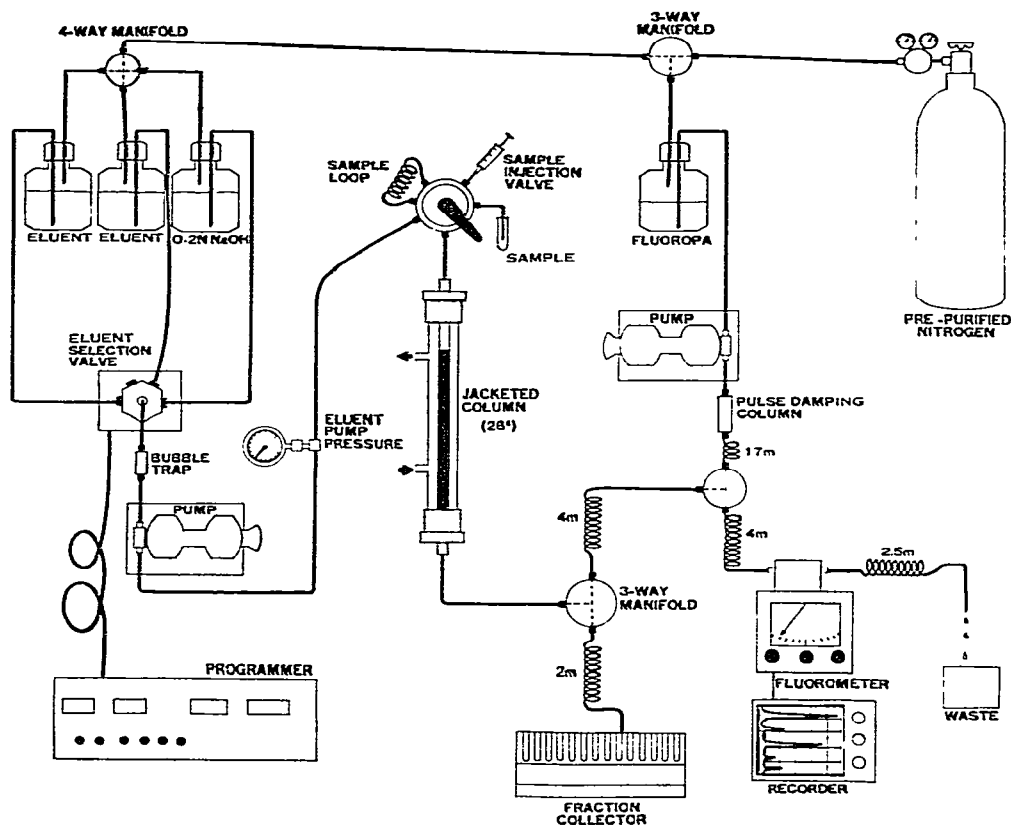 4-WAY MANIFOLD
3-WAY
MANIFOLD
SAMPLE
LOOP
SAMPLE
INJECTION
VALVE
ELUENT
ELUENT
0.2N NaOH
SAMPLE
FLUOROPA
PRE-PURIFIED
NITROGEN
PUMP
ELUENT
SELECTION
VALVE
JACKETED
COLUMN
(28°)
PULSE DAMPING
COLUMN
ELUENT
PUMP
PRESSURE
17m
BUBBLE
TRAP
PUMP
4m
4m
2.5m
3-WAY
MANIFOLD
PROGRAMMER
2m
FLUOROMETER
WASTE
RECORDER
FRACTION
COLLECTOR